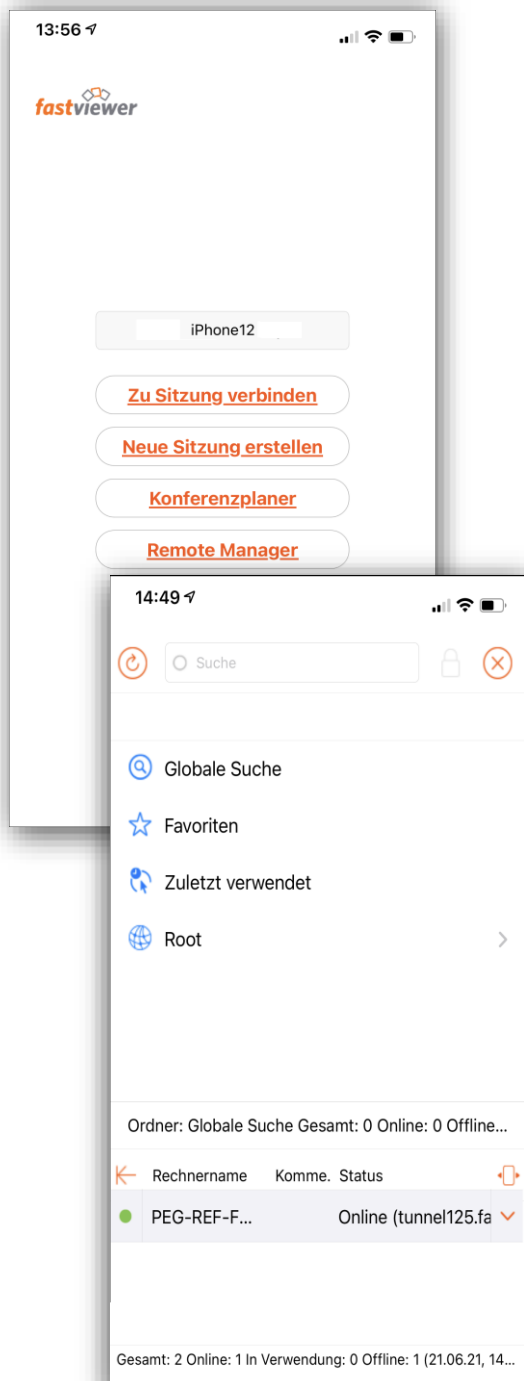 13:56
fastviewer
iPhone12
Zu Sitzung verbinden
Neue Sitzung erstellen
Konferenzplaner
Remote Manager
14:49
Suche
Globale Suche
Favoriten
Zuletzt verwendet
Root
Ordner: Globale Suche Gesamt: 0 Online: 0 Offline...
Rechnername Komme. Status
PEG-REF-F... Online (tunnel125.fa
Gesamt: 2 Online: 1 In Verwendung: 0 Offline: 1 (21.06.21, 14...